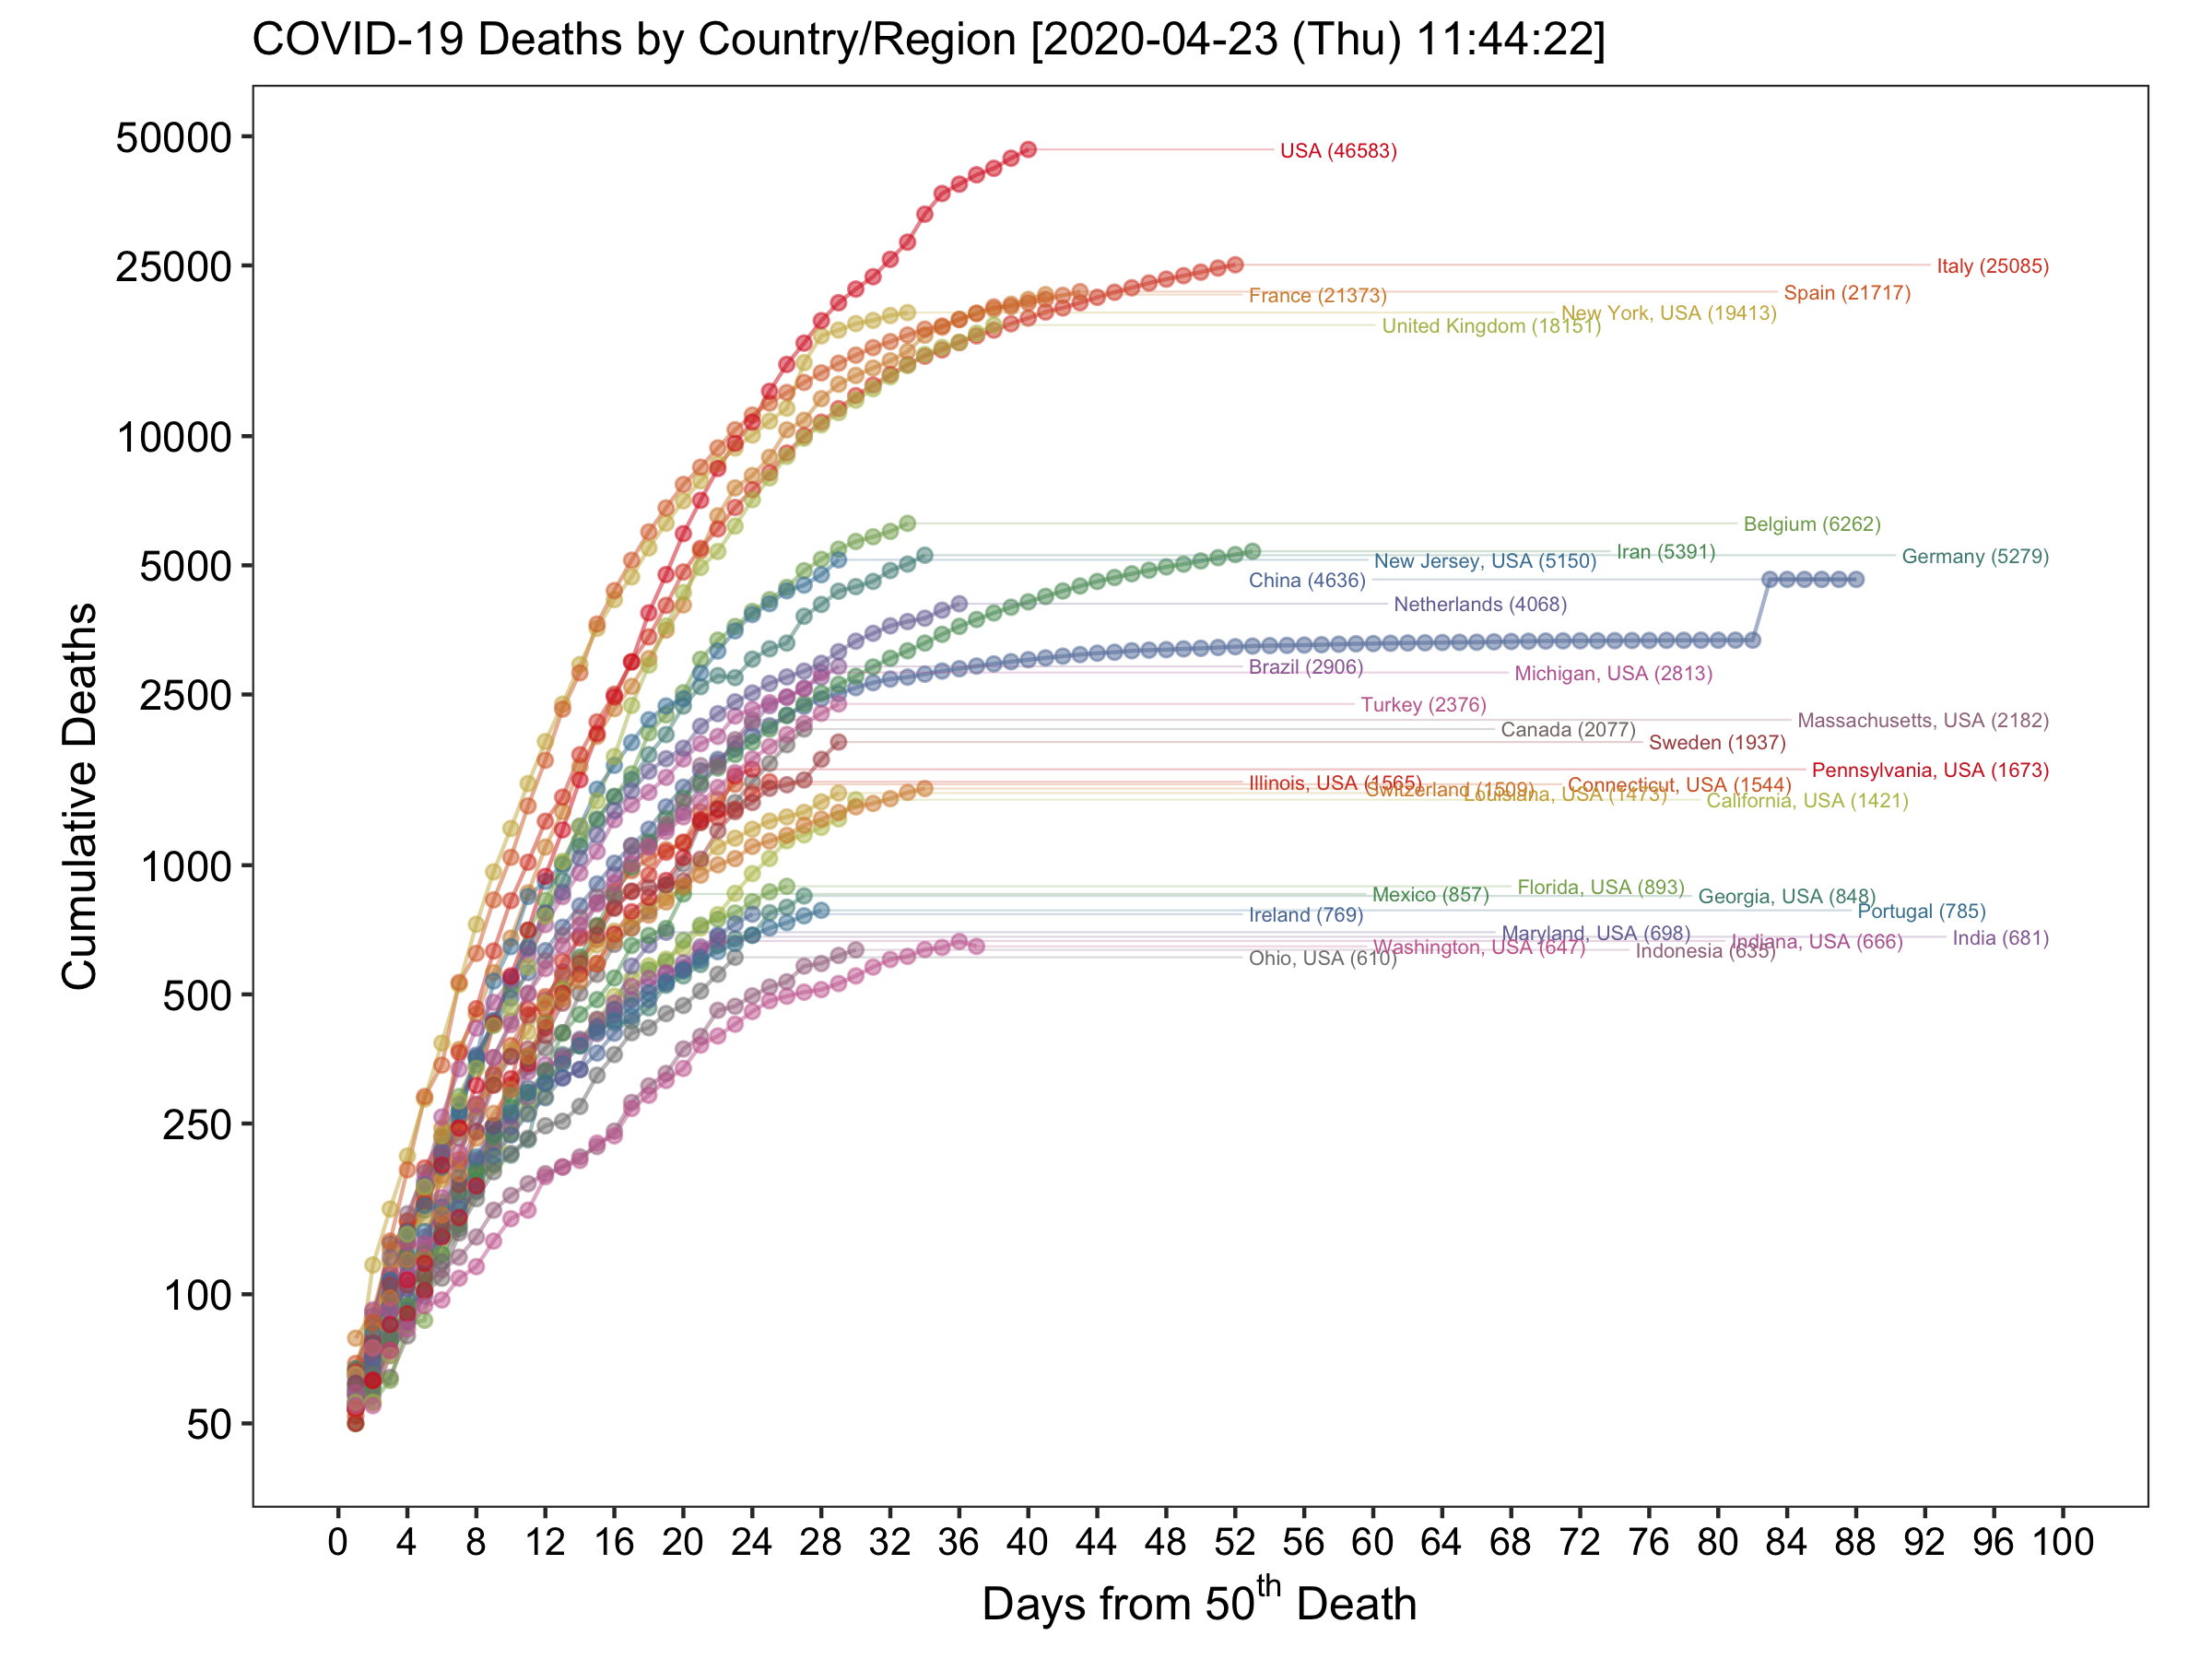 COVID-19 Deaths by Country/Region [2020-04-23 (Thu) 11:44:22]
Cumulative Deaths
50000
25000
10000
5000
2500
1000
500
250
100
50
USA (46583)
Italy (25085)
Spain (21717)
France (21373)
New York, USA (19413)
United Kingdom (18151)
Belgium (6262)
Iran (5391)
Germany (5279)
New Jersey, USA (5150)
China (4636)
Netherlands (4068)
Brazil (2906)
Michigan, USA (2813)
Turkey (2376)
Massachusetts, USA (2182)
Canada (2077)
Sweden (1937)
Pennsylvania, USA (1673)
Illinois, USA (1565)
Connecticut, USA (1544)
Switzerland (1509)
Louisiana, USA (1473)
California, USA (1421)
Florida, USA (893)
Mexico (857)
Georgia, USA (848)
Portugal (785)
Ireland (769)
Maryland, USA (698)
India (681)
Indiana, USA (666)
Washington, USA (647)
Indonesia (635)
Ohio, USA (610)
0 4 8 12 16 20 24 28 32 36 40 44 48 52 56 60 64 68 72 76 80 84 88 92 96 100
Days from 50th Death